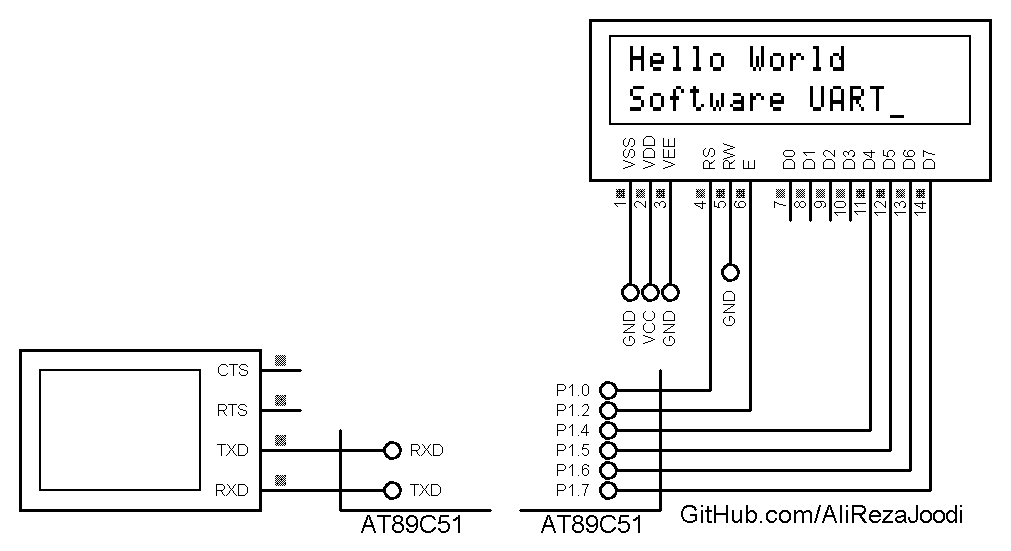 Hello World
Software UART_
VSS
VDD
VEE
RS
RW
E
D0
D1
D2
D3
D4
D5
D6
D7
1
2
3
4
5
6
7
8
9
10
11
12
13
14
GND
VCC
GND
GND
CTS
RTS
TXD
RXD
RXD
TXD
AT89C51
P1.0
P1.2
P1.4
P1.5
P1.6
P1.7
AT89C51
GitHub.com/AliRezaJoodi